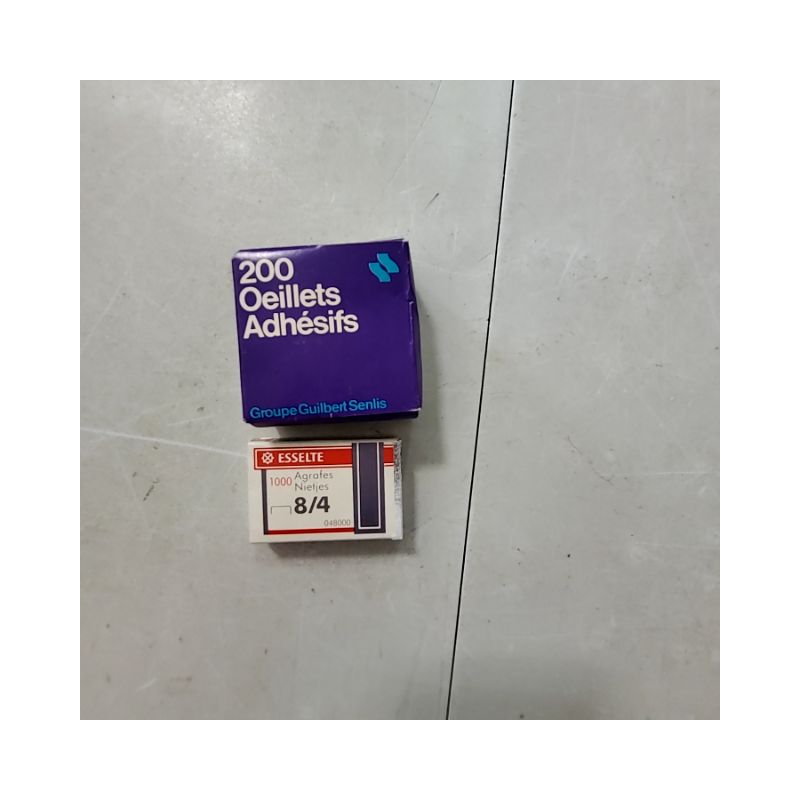 200
Oeillets
Adhésifs
Groupe Guilbert Senlis
ESSELTE
1000 Agrafes
Nietjes
8/4
048000